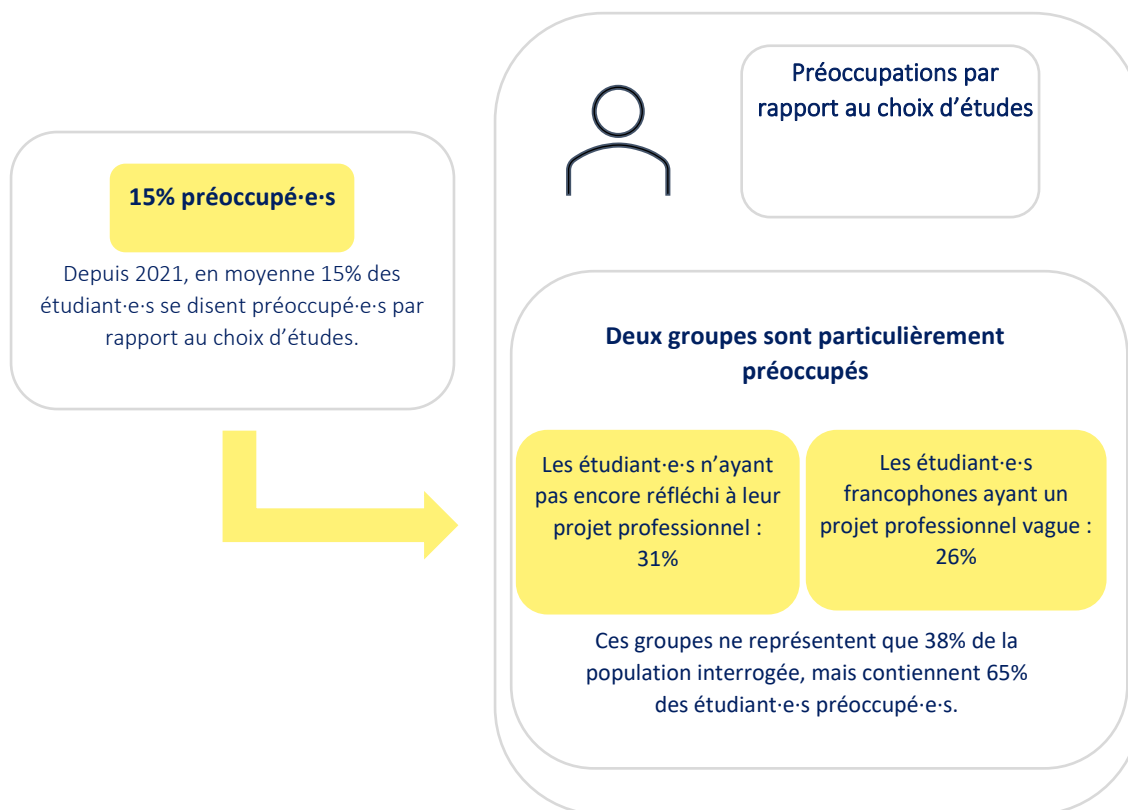 Préoccupations par
rapport au choix d’études
15% préoccupé·e·s
Depuis 2021, en moyenne 15% des
étudiant·e·s se disent préoccupé·e·s par
rapport au choix d’études.
Deux groupes sont particulièrement
préoccupés
Les étudiant·e·s n’ayant
pas encore réfléchi à leur
projet professionnel :
31%
Les étudiant·e·s
francophones ayant un
projet professionnel vague :
26%
Ces groupes ne représentent que 38% de la
population interrogée, mais contiennent 65%
des étudiant·e·s préoccupé·e·s.